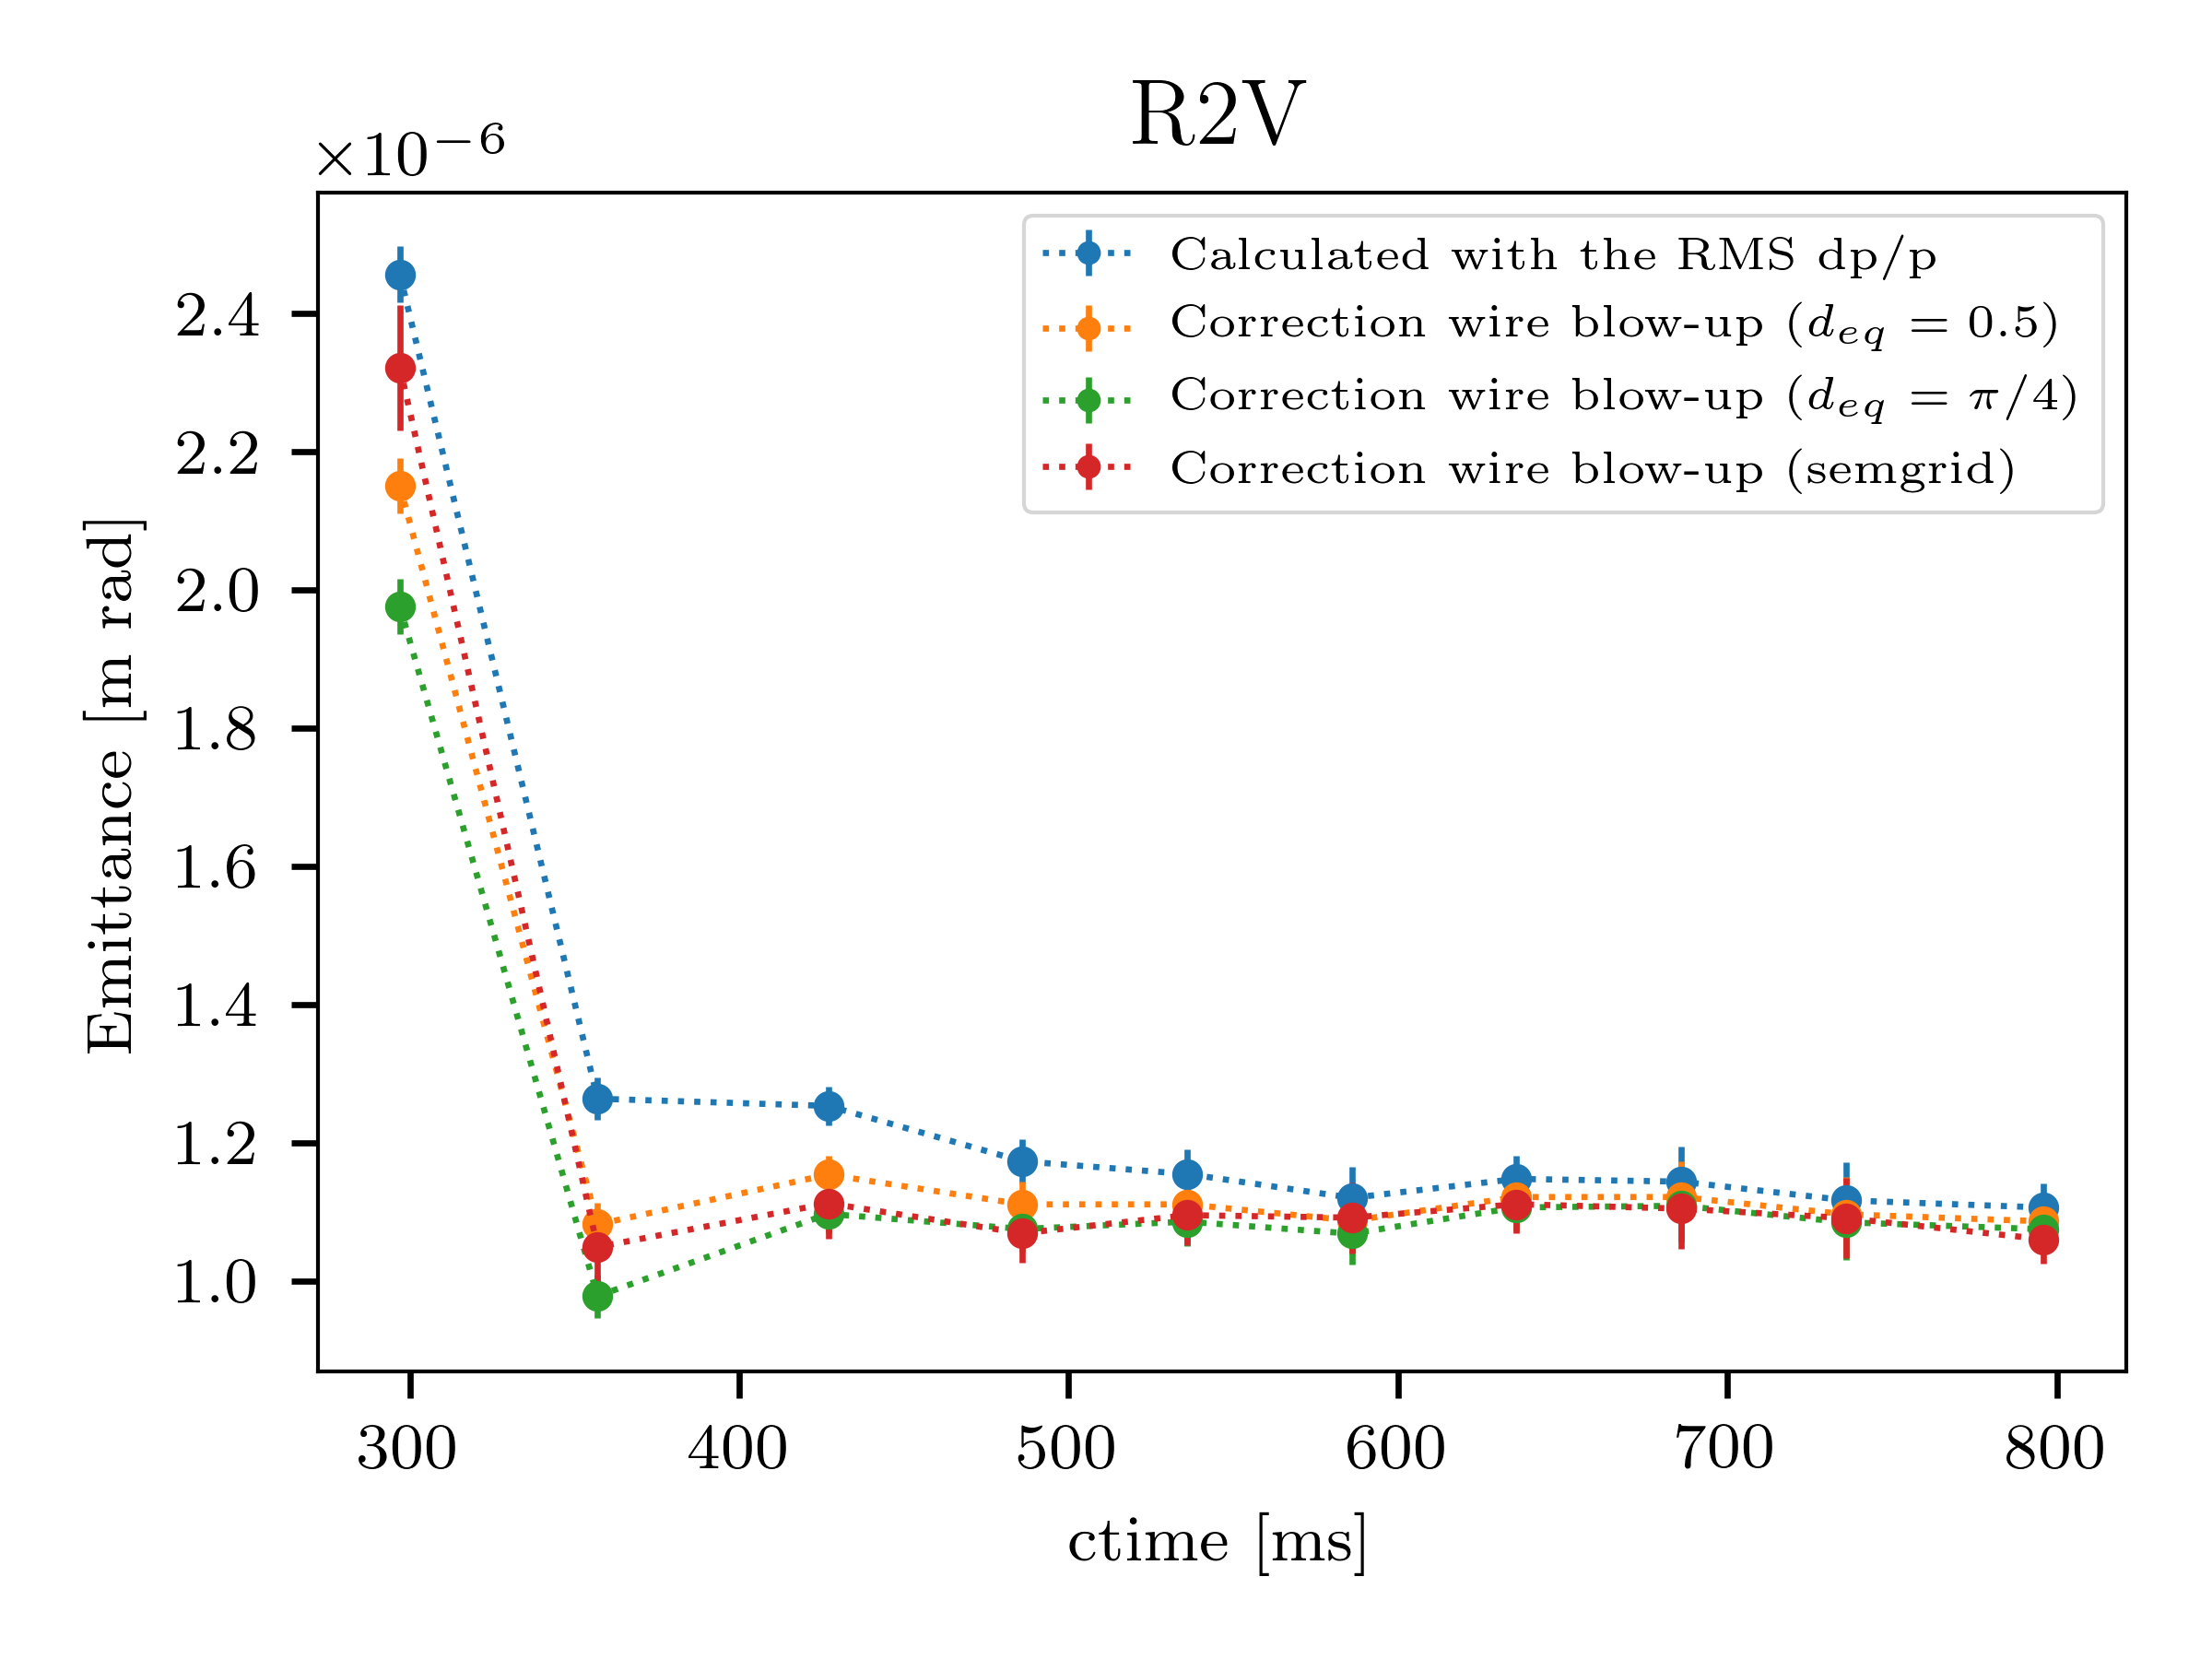 R2V
×10⁻⁶
Calculated with the RMS dp/p
Correction wire blow-up (d_eq = 0.5)
Correction wire blow-up (d_eq = π/4)
Correction wire blow-up (semgrid)
Emittance [m rad]
2.4
2.2
2.0
1.8
1.6
1.4
1.2
1.0
300 400 500 600 700 800
ctime [ms]